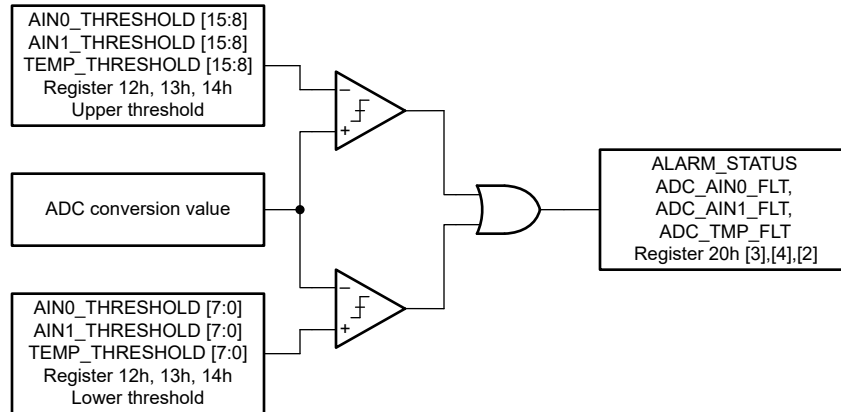 AIN0_THRESHOLD [15:8]
AIN1_THRESHOLD [15:8]
TEMP_THRESHOLD [15:8]
Register 12h, 13h, 14h
Upper threshold
−
+
ADC conversion value
ALARM_STATUS
ADC_AIN0_FLT,
ADC_AIN1_FLT,
ADC_TMP_FLT
Register 20h [3],[4],[2]
−
+
AIN0_THRESHOLD [7:0]
AIN1_THRESHOLD [7:0]
TEMP_THRESHOLD [7:0]
Register 12h, 13h, 14h
Lower threshold